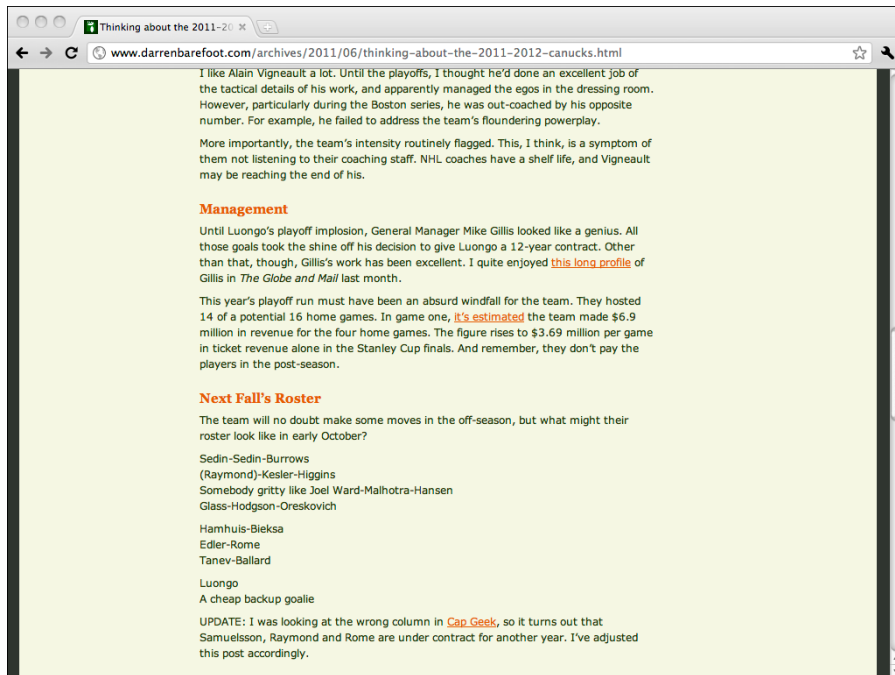 Thinking about the 2011-20
www.darrenbarefoot.com/archives/2011/06/thinking-about-the-2011-2012-canucks.html
I like Alain Vigneault a lot. Until the playoffs, I thought he'd done an excellent job of
the tactical details of his work, and apparently managed the egos in the dressing room.
However, particularly during the Boston series, he was out-coached by his opposite
number. For example, he failed to address the team's floundering powerplay.
More importantly, the team's intensity routinely flagged. This, I think, is a symptom of
them not listening to their coaching staff. NHL coaches have a shelf life, and Vigneault
may be reaching the end of his.
Management
Until Luongo's playoff implosion, General Manager Mike Gillis looked like a genius. All
those goals took the shine off his decision to give Luongo a 12-year contract. Other
than that, though, Gillis's work has been excellent. I quite enjoyed this long profile of
Gillis in The Globe and Mail last month.
This year's playoff run must have been an absurd windfall for the team. They hosted
14 of a potential 16 home games. In game one, it's estimated the team made $6.9
million in revenue for the four home games. The figure rises to $3.69 million per game
in ticket revenue alone in the Stanley Cup finals. And remember, they don't pay the
players in the post-season.
Next Fall's Roster
The team will no doubt make some moves in the off-season, but what might their
roster look like in early October?
Sedin-Sedin-Burrows
(Raymond)-Kesler-Higgins
Somebody gritty like Joel Ward-Malhotra-Hansen
Glass-Hodgson-Oreskovich
Hamhuis-Bieksa
Edler-Rome
Tanev-Ballard
Luongo
A cheap backup goalie
UPDATE: I was looking at the wrong column in Cap Geek, so it turns out that
Samuelsson, Raymond and Rome are under contract for another year. I've adjusted
this post accordingly.